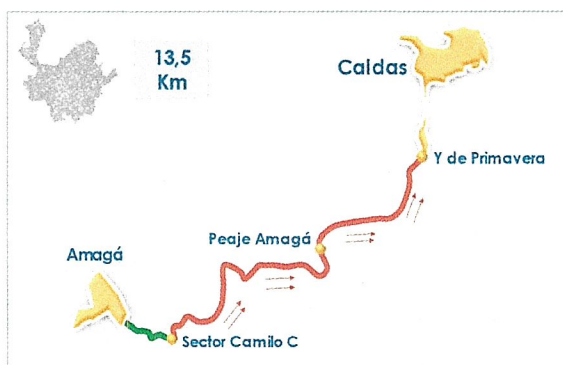 13,5
Km
Caldas
Y de Primavera
Peaje Amagá
Amagá
Sector Camilo C